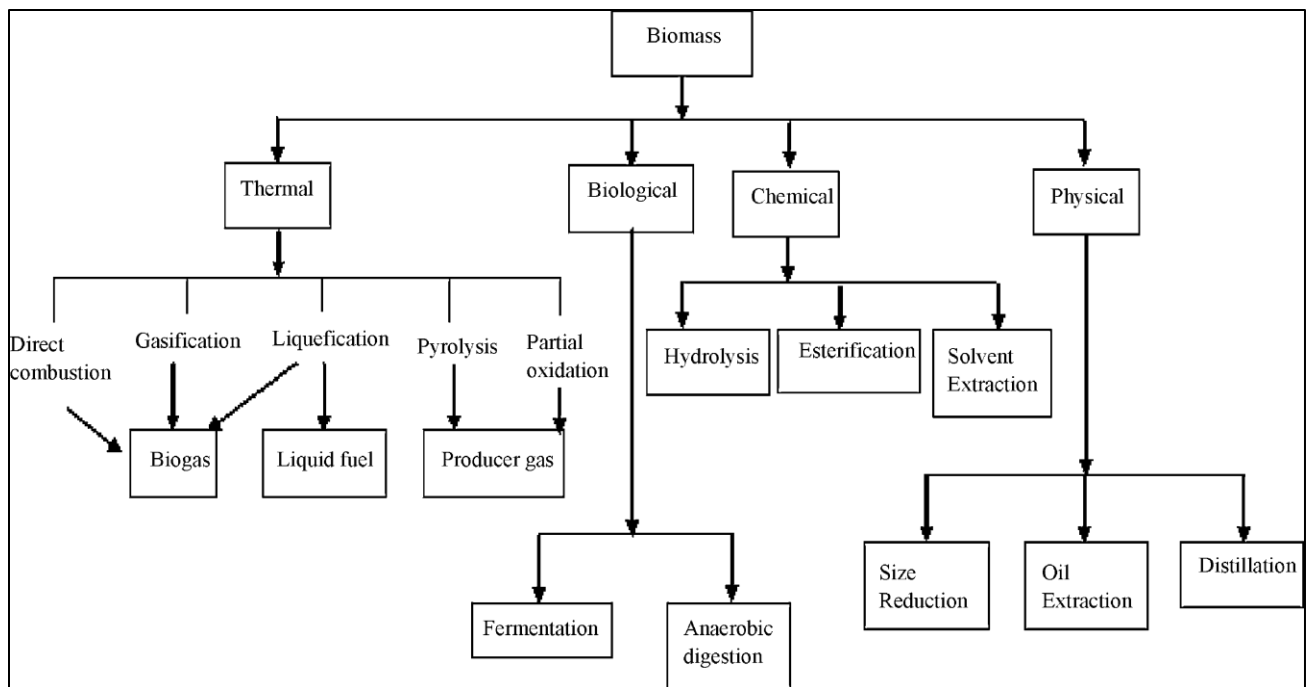 Biomass
Thermal
Biological
Chemical
Physical
Direct
combustion
Gasification
Liquefication
Pyrolysis
Partial
oxidation
Hydrolysis
Esterification
Solvent
Extraction
Biogas
Liquid fuel
Producer gas
Size
Reduction
Oil
Extraction
Distillation
Fermentation
Anaerobic
digestion